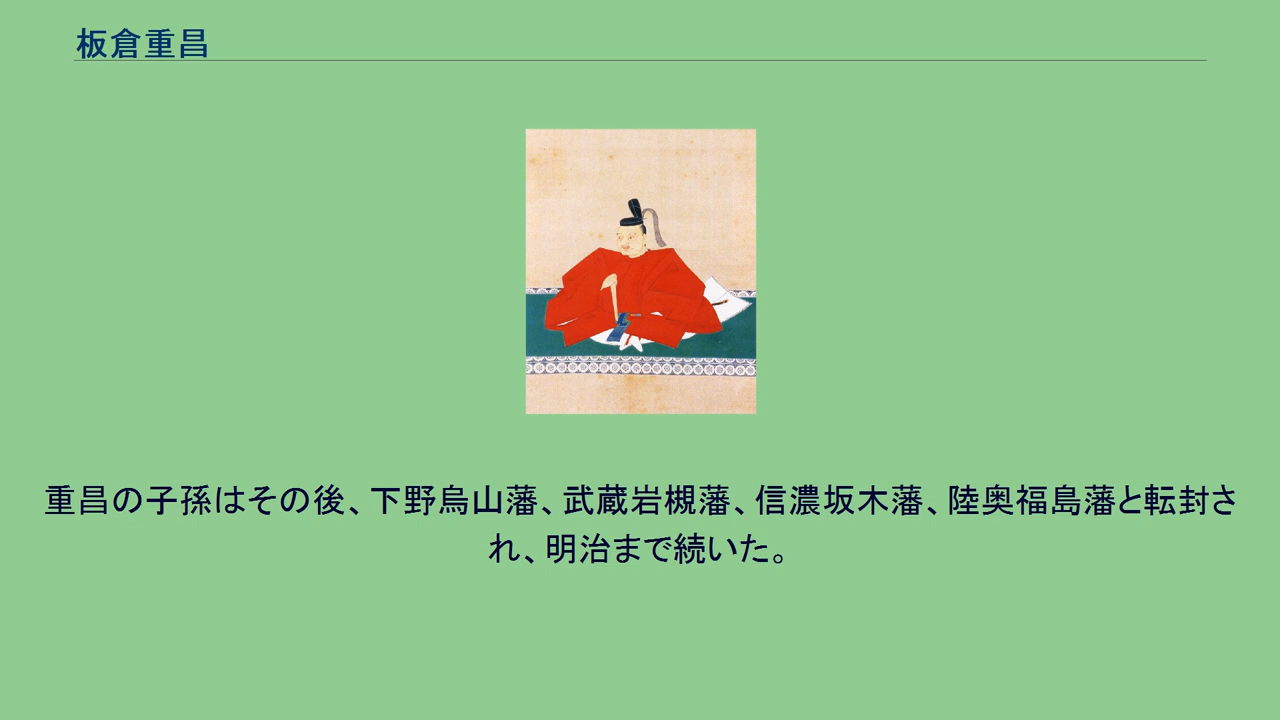 板倉重昌
重昌の子孫はその後、下野烏山藩、武蔵岩槻藩、信濃坂木藩、陸奥福島藩と転封さ
れ、明治まで続いた。